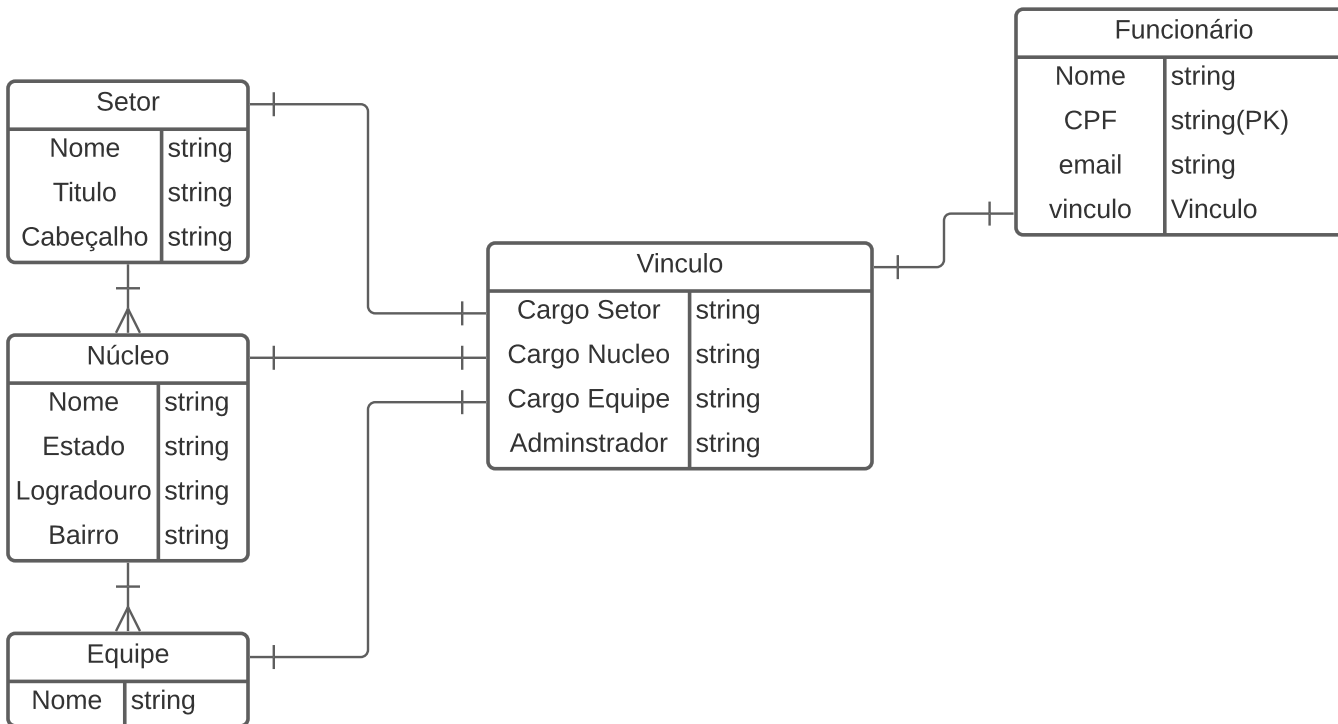 Funcionário
Nome string
CPF string(PK)
email string
vinculo Vinculo
Setor
Nome string
Titulo string
Cabeçalho string
Vinculo
Cargo Setor string
Cargo Nucleo string
Cargo Equipe string
Adminstrador string
Núcleo
Nome string
Estado string
Logradouro string
Bairro string
Equipe
Nome string